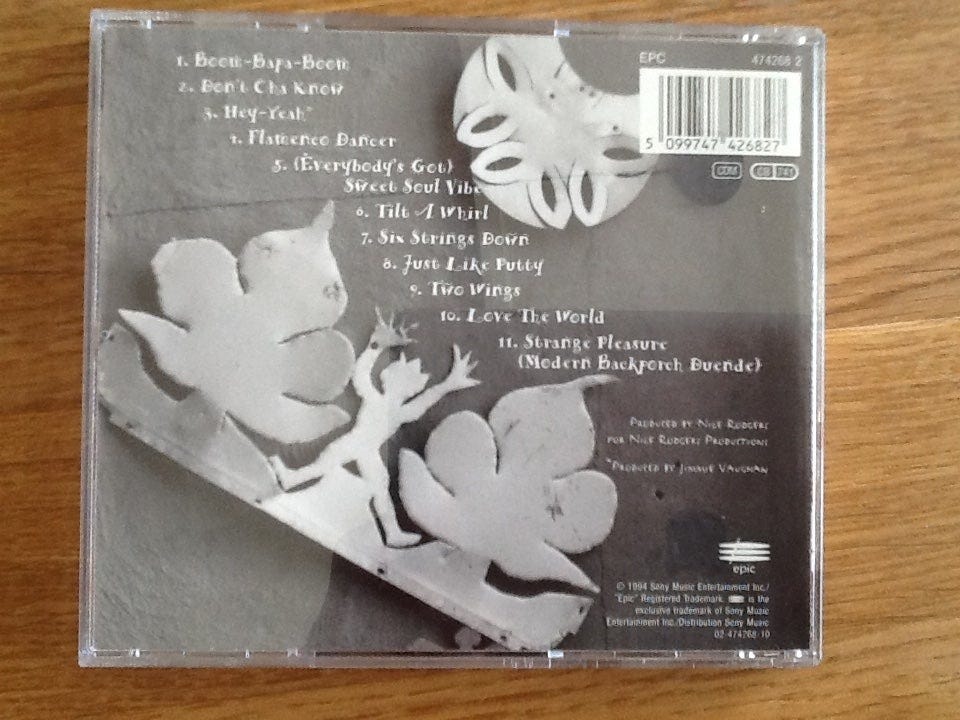 1. Boom-Bapa-Boom
2. Don't Cha Know
3. Hey-Yeah*
4. Flamenco Dancer
5. (Everybody's Got)
Sweet Soul Vibe
6. Tilt A Whirl
7. Six Strings Down
8. Just Like Putty
9. Two Wings
10. Love The World
11. Strange Pleasure
(Modern Backporch Duende)
EPC 474268 2
5 099747 426827
CB 741
Produced by Nile Rodgers
for Nile Rodgers Productions
*Produced by Jimmie Vaughan
epic
© 1994 Sony Music Entertainment Inc./
"Epic" Registered Trademark. is the
exclusive trademark of Sony Music
Entertainment Inc./Distribution Sony Music
02-474268-10